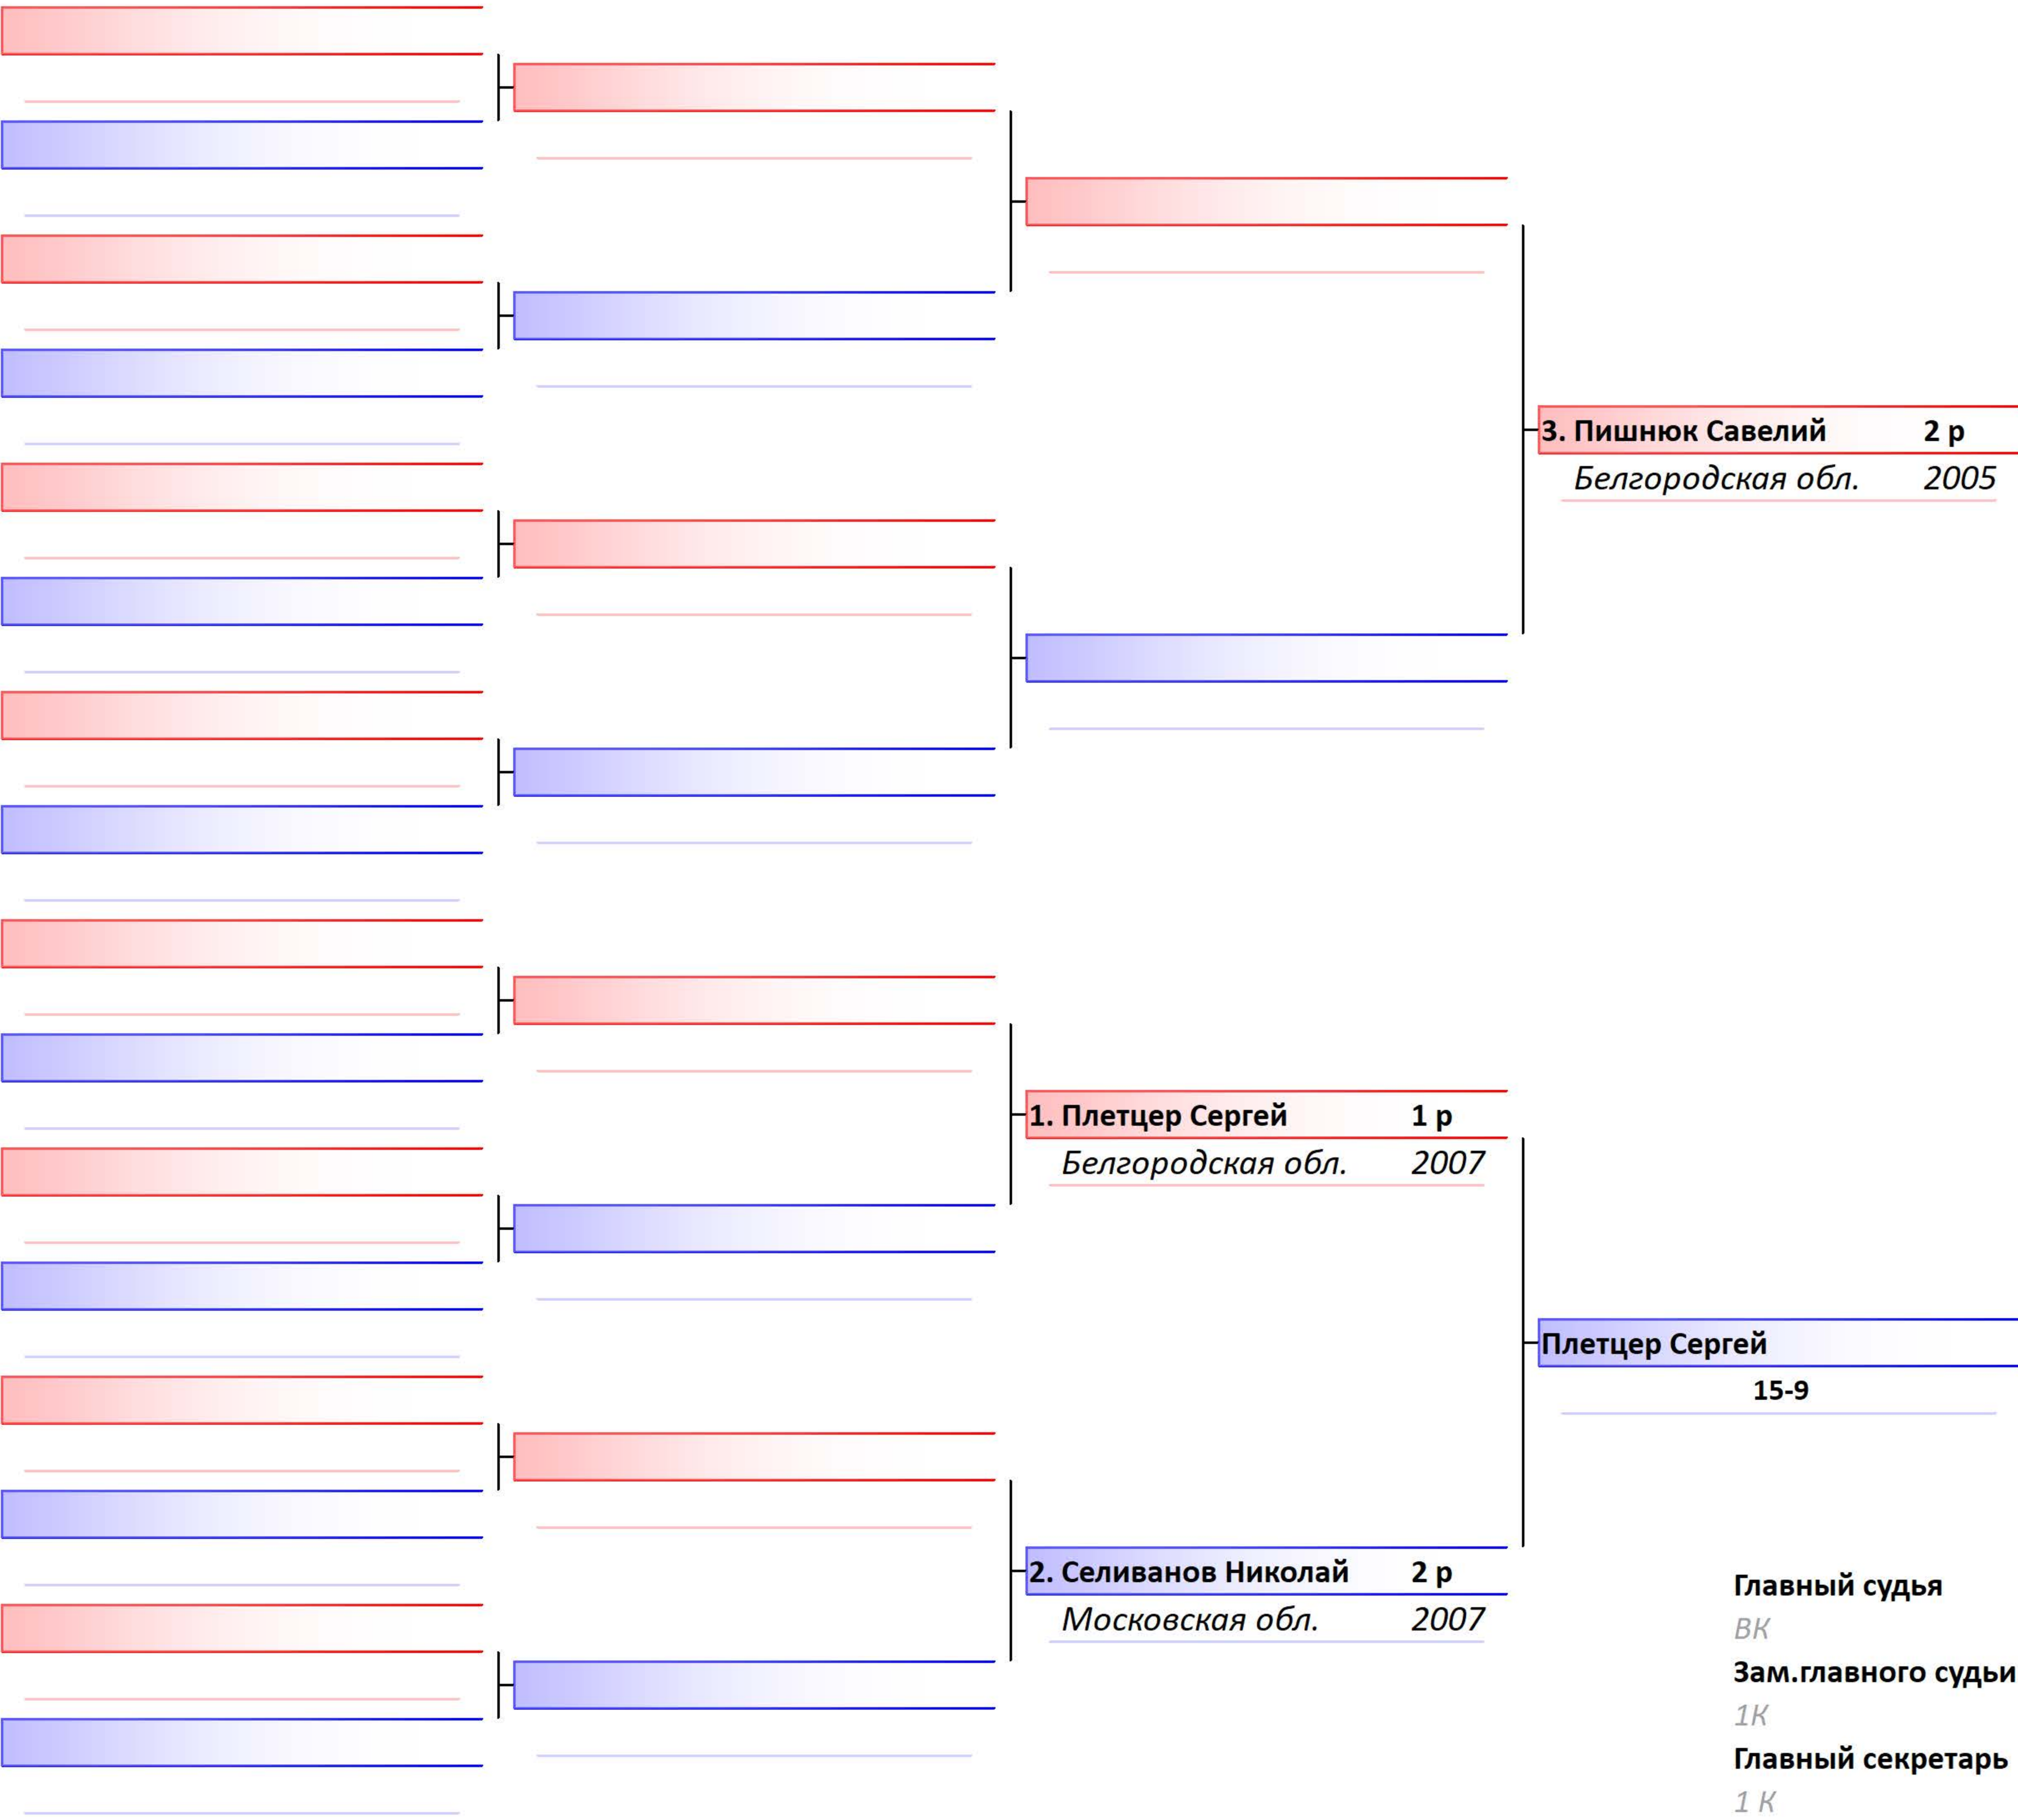 3. Пишнюк Савелий 2 р
Белгородская обл. 2005
1. Плетцер Сергей 1 р
Белгородская обл. 2007
Плетцер Сергей
15-9
2. Селиванов Николай 2 р
Московская обл. 2007
Главный судья
ВК
Зам.главного судьи
1К
Главный секретарь
1 К